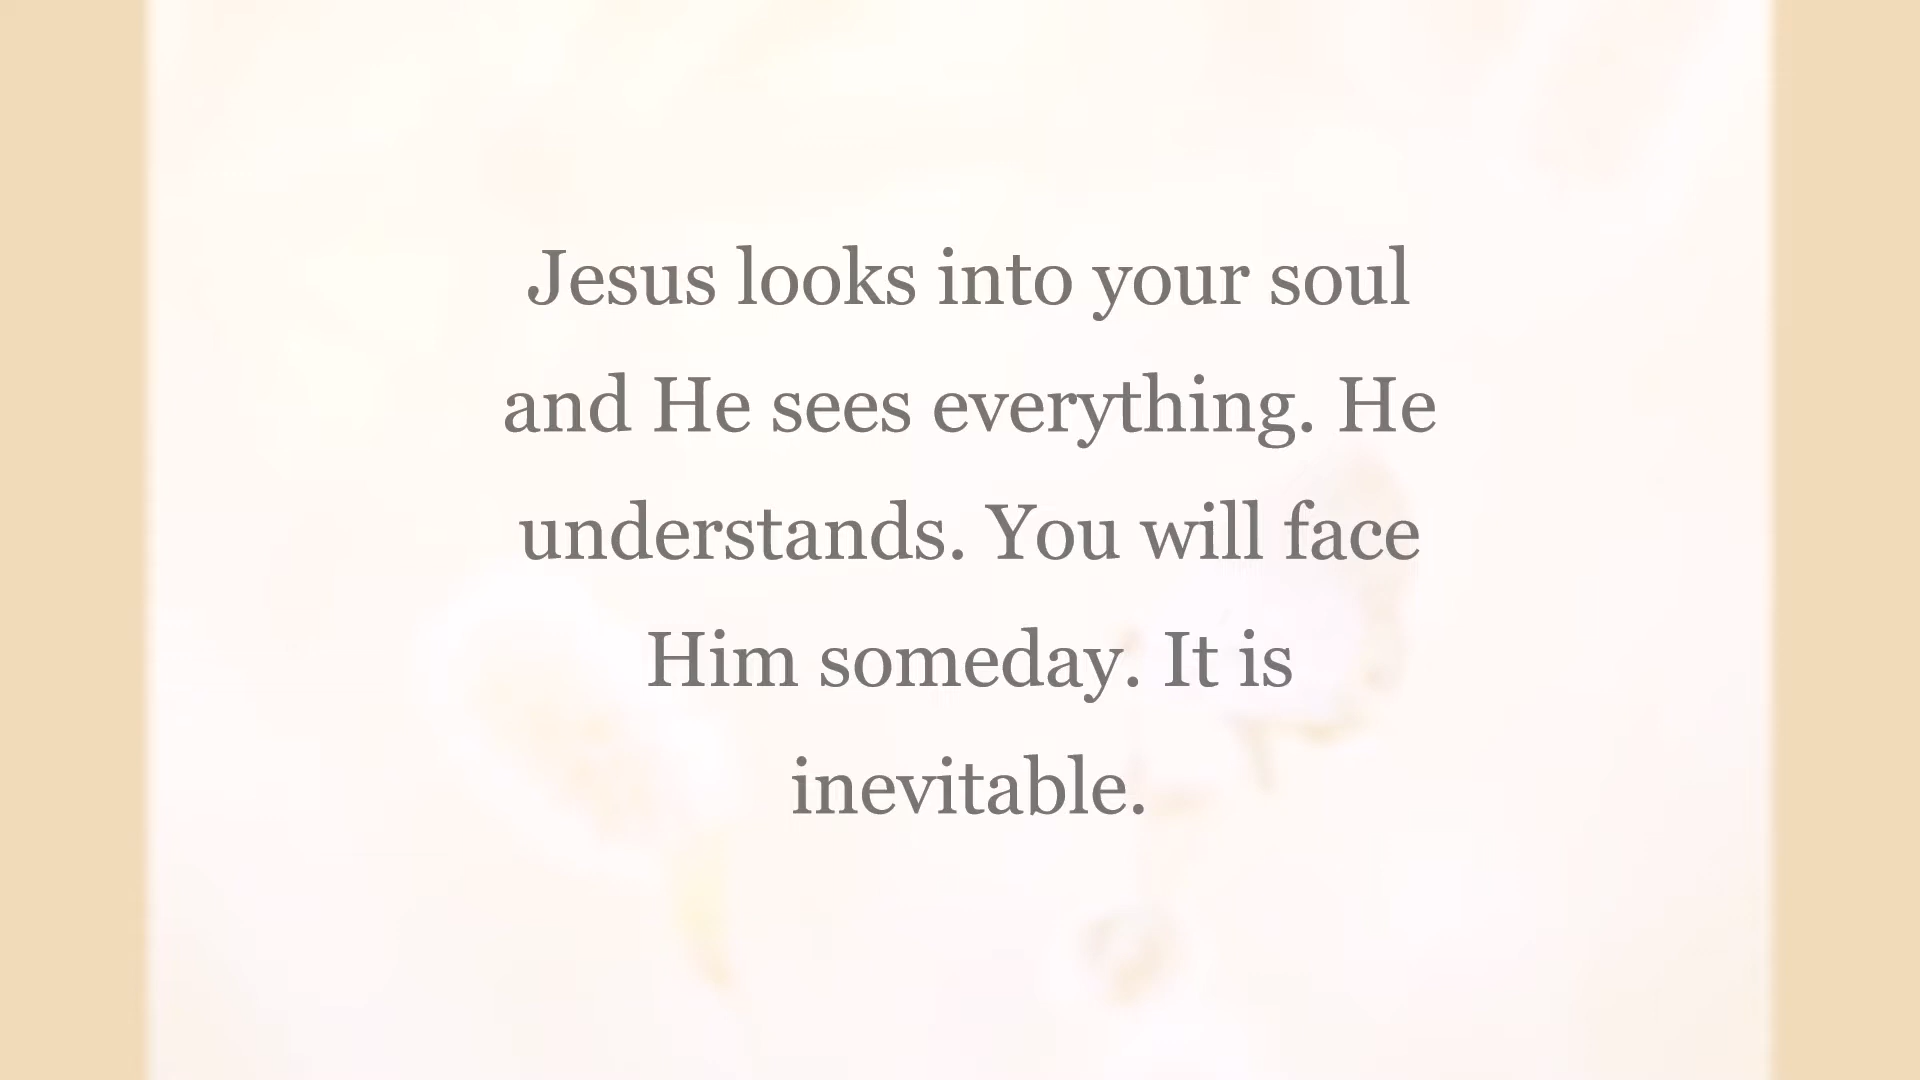 Jesus looks into your soul
and He sees everything. He
understands. You will face
Him someday. It is
inevitable.